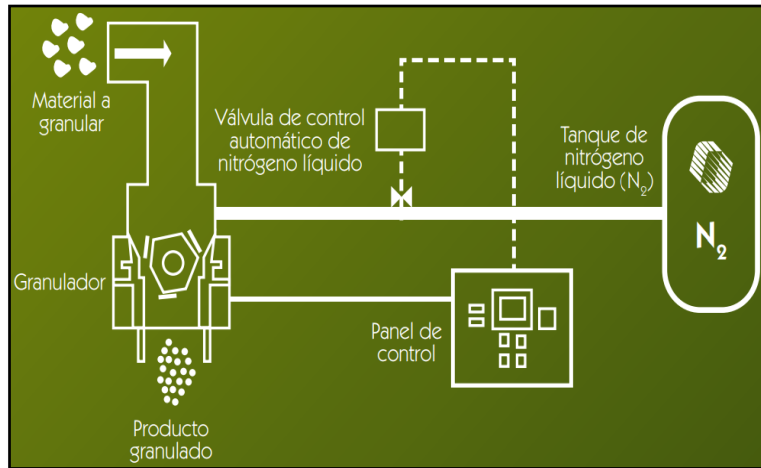 Material a
granular
Válvula de control
automático de
nitrógeno líquido
Tanque de
nitrógeno
líquido (N₂)
N₂
Granulador
Panel de
control
Producto
granulado